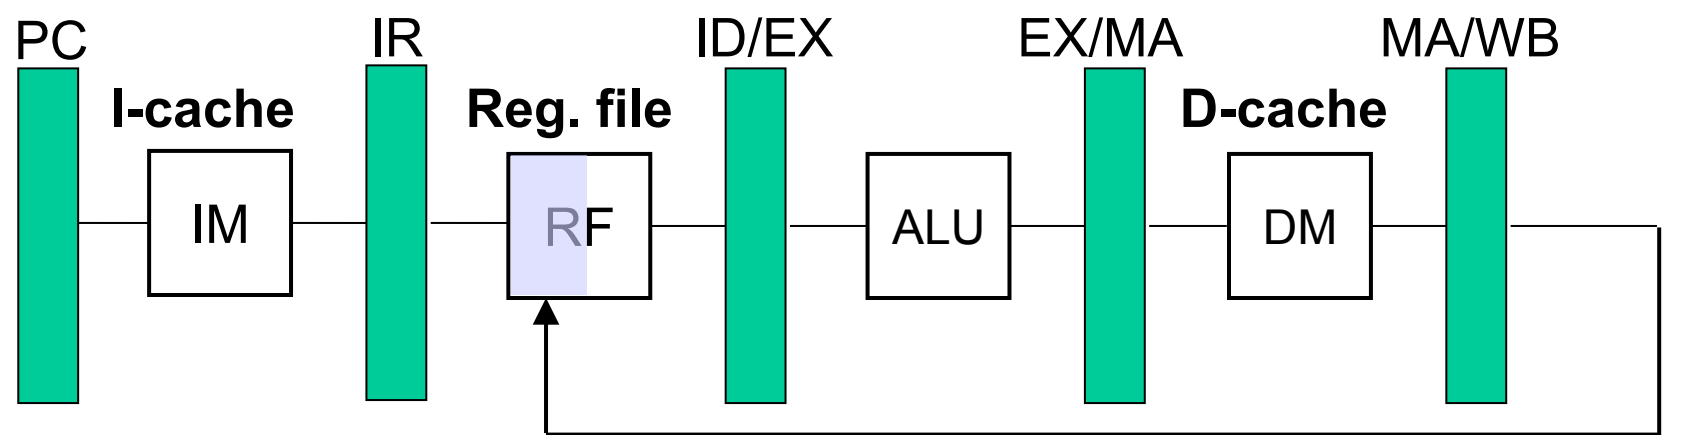 PC IR ID/EX EX/MA MA/WB
I-cache Reg. file D-cache
IM RF ALU DM